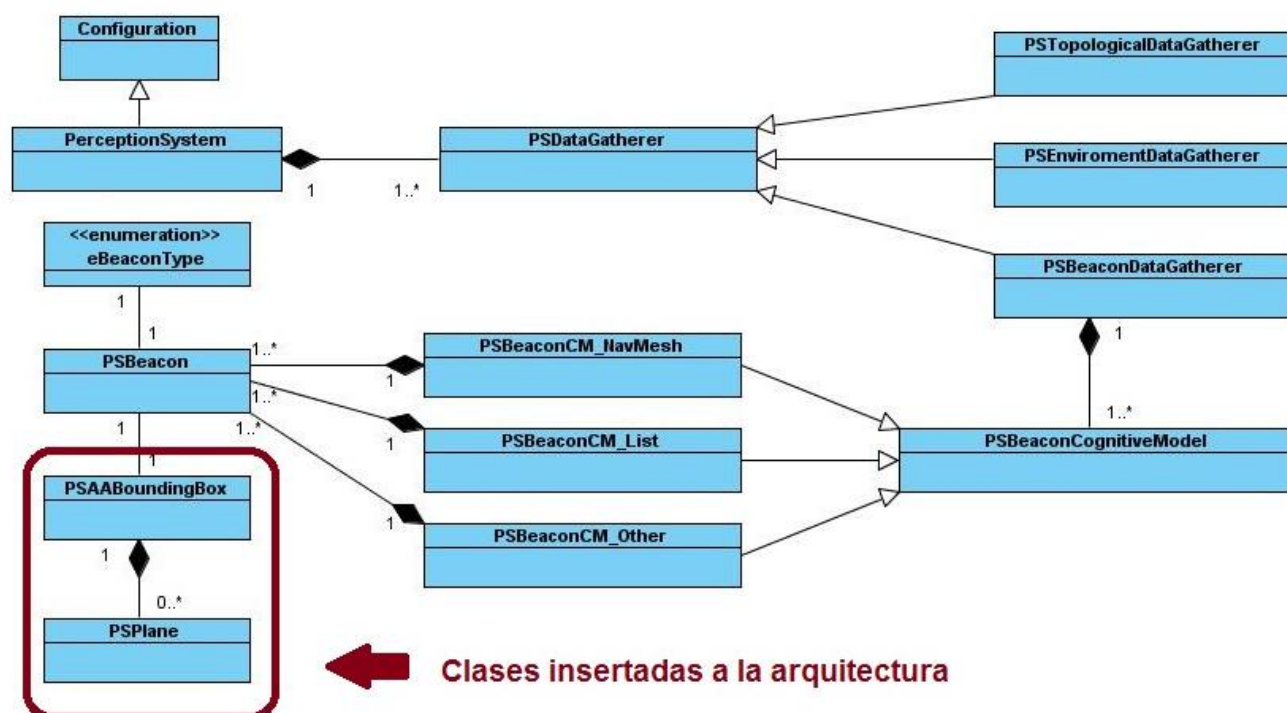 Configuration
PSTopologicalDataGatherer
PerceptionSystem
PSDataGatherer
PSEnviromentDataGatherer
1
1..*
<<enumeration>>
eBeaconType
PSBeaconDataGatherer
1
1
1
1..*
PSBeaconCM_NavMesh
PSBeacon
1
1..*
1..*
1..*
1
PSBeaconCM_List
PSBeaconCognitiveModel
1
1
PSAABoundingBox
PSBeaconCM_Other
1
1
0..*
PSPlane
Clases insertadas a la arquitectura